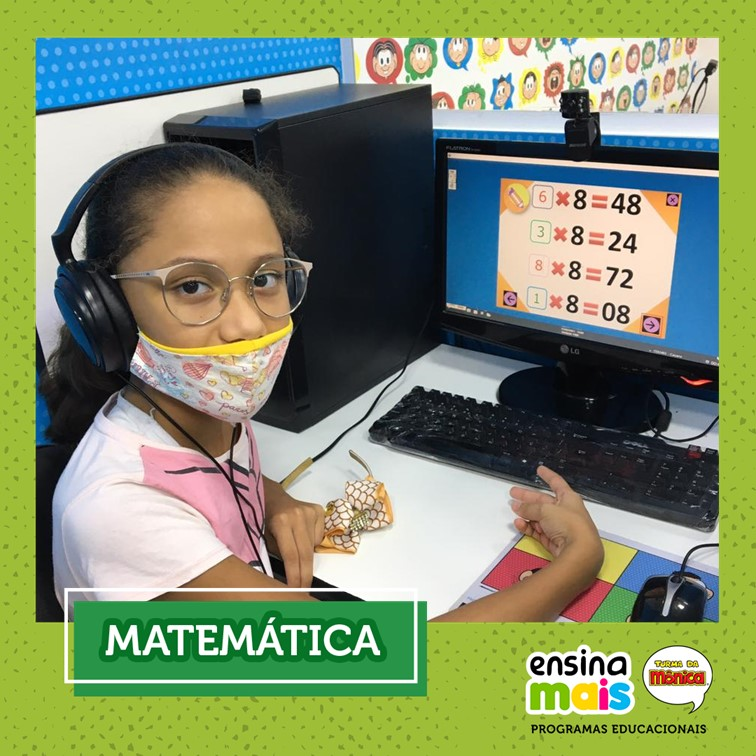 FLATRON
6 × 8 = 48
3 × 8 = 24
8 × 8 = 72
1 × 8 = 08
LG
MATEMÁTICA
ensina
mais
TURMA DA
Mônica
PROGRAMAS EDUCACIONAIS